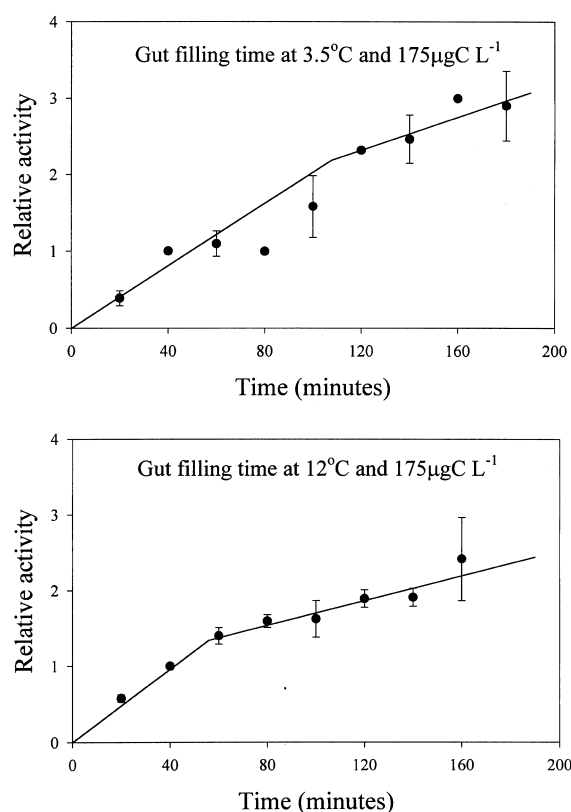 4
Gut filling time at 3.5°C and 175μgC L⁻¹
3
2
1
0
Relative activity
0 40 80 120 160 200
Time (minutes)
4
Gut filling time at 12°C and 175μgC L⁻¹
3
2
1
0
Relative activity
0 40 80 120 160 200
Time (minutes)